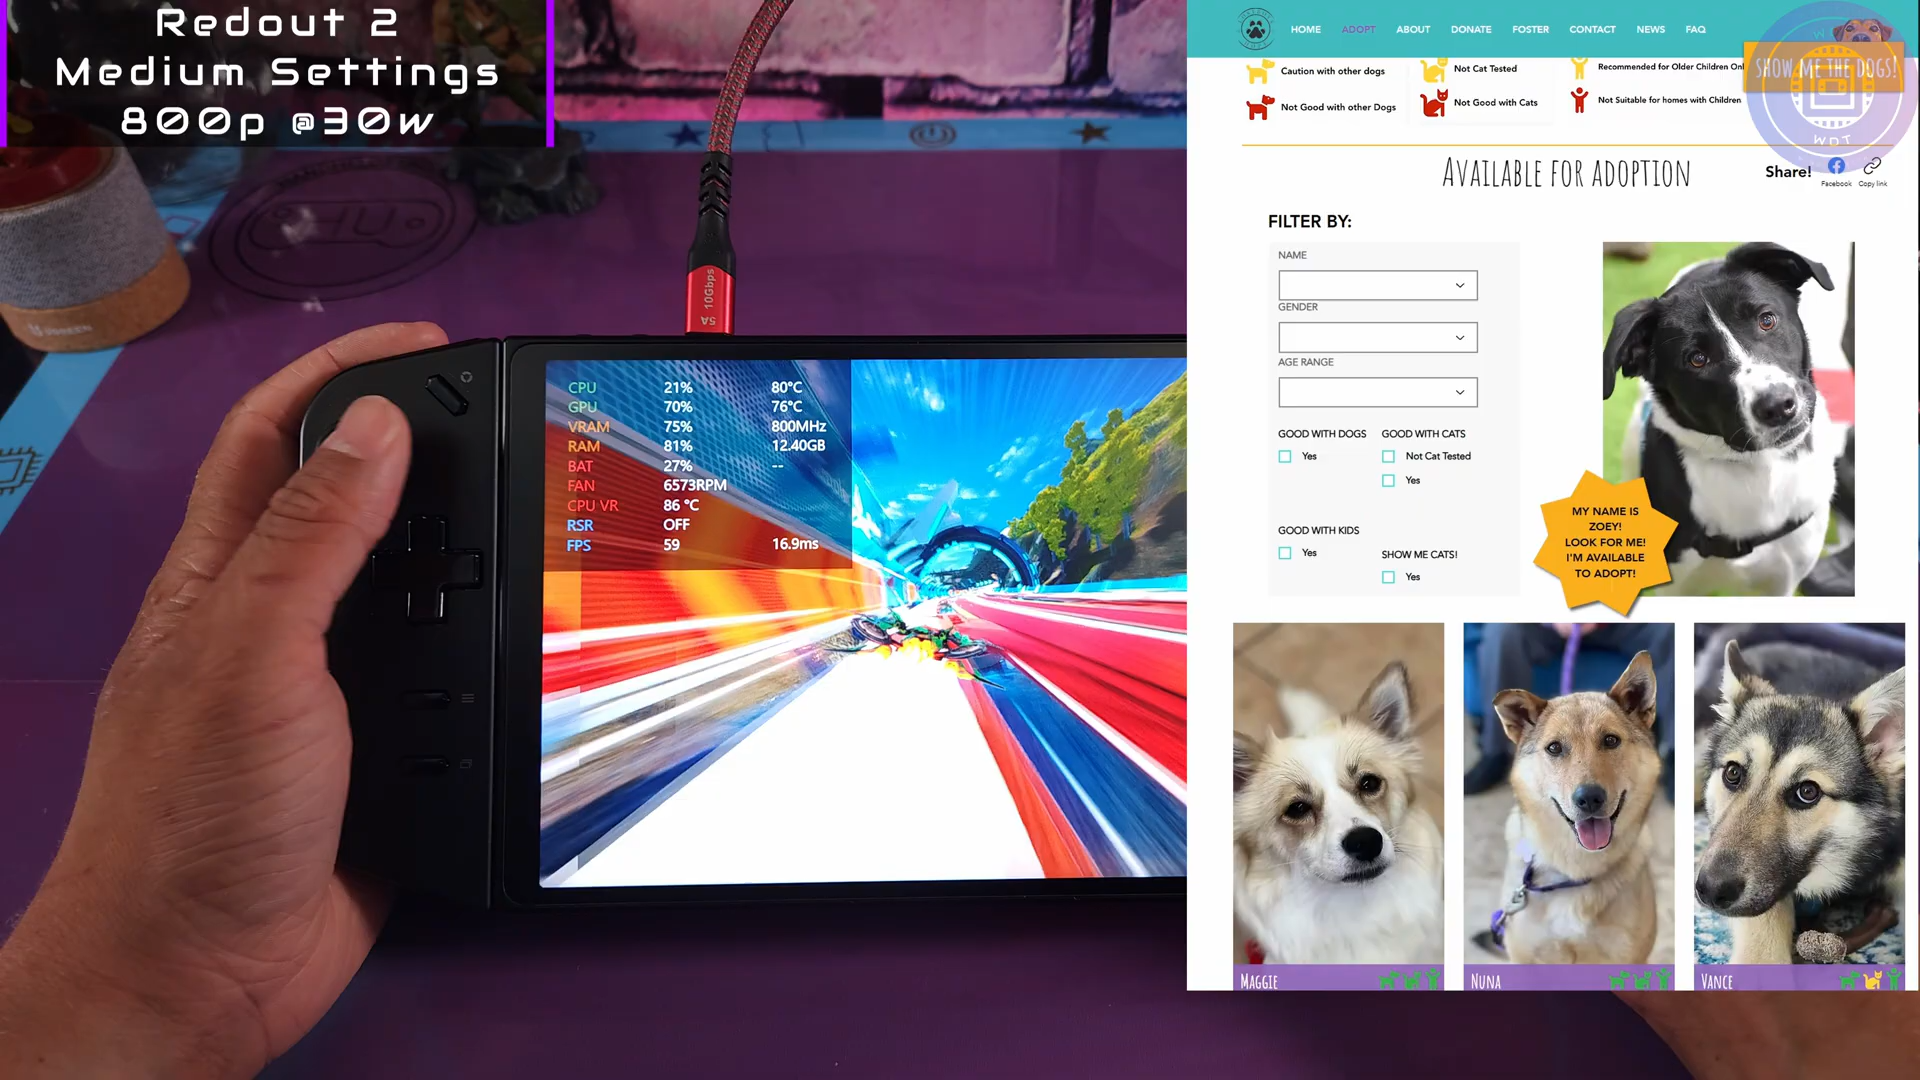 Redout 2
Medium Settings
800p @30w
UGREEN
5A 10Gbps
CPU 21% 80°C
GPU 70% 76°C
VRAM 75% 800MHz
RAM 81% 12.40GB
BAT 27% --
FAN 6573RPM
CPU VR 86 °C
RSR OFF
FPS 59 16.9ms
HOME ADOPT ABOUT DONATE FOSTER CONTACT NEWS FAQ
SHOW ME THE DOGS!
WDT
Caution with other dogs
Not Cat Tested
Recommended for Older Children Onl
Not Good with other Dogs
Not Good with Cats
Not Suitable for homes with Children
AVAILABLE FOR ADOPTION
Share!
Facebook
Copy link
FILTER BY:
NAME
GENDER
AGE RANGE
GOOD WITH DOGS
Yes
GOOD WITH CATS
Not Cat Tested
Yes
GOOD WITH KIDS
Yes
SHOW ME CATS!
Yes
MY NAME IS
ZOEY!
LOOK FOR ME!
I'M AVAILABLE
TO ADOPT!
MAGGIE
NUNA
VANCE